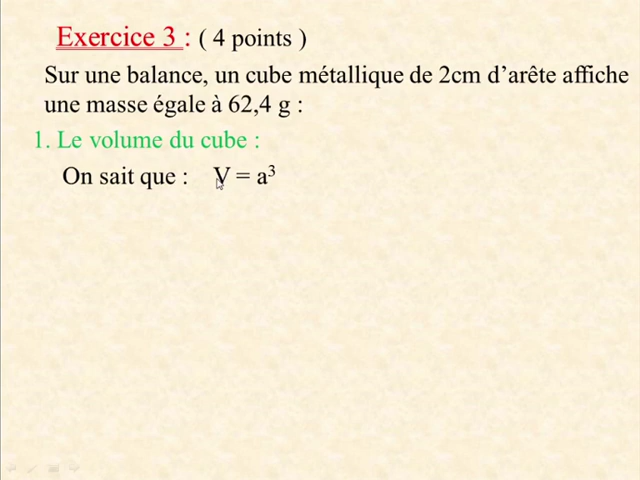 Exercice 3 : ( 4 points )
Sur une balance, un cube métallique de 2cm d’arête affiche
une masse égale à 62,4 g :
1. Le volume du cube :
On sait que : V = a³